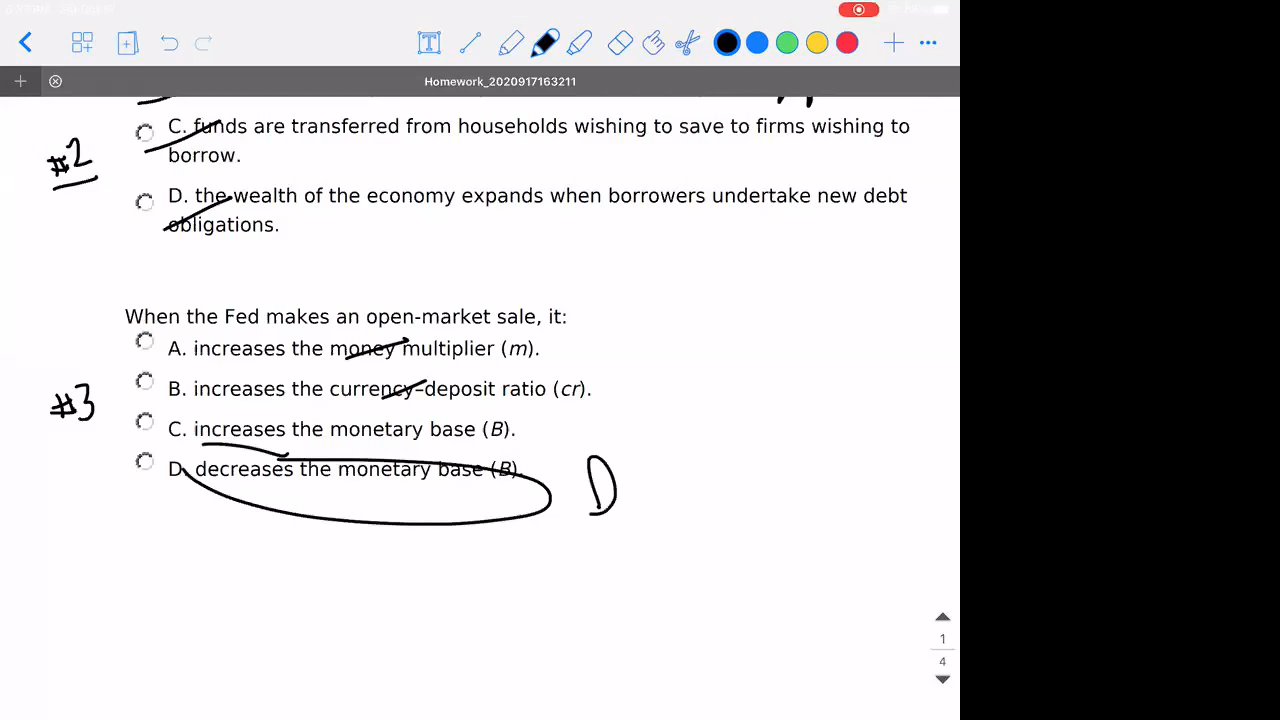 Homework_2020917163211
C. funds are transferred from households wishing to save to firms wishing to
borrow.
#2
D. the wealth of the economy expands when borrowers undertake new debt
obligations.
When the Fed makes an open-market sale, it:
A. increases the money multiplier (m).
B. increases the currency–deposit ratio (cr).
#3
C. increases the monetary base (B).
D. decreases the monetary base (B).
D
1
4